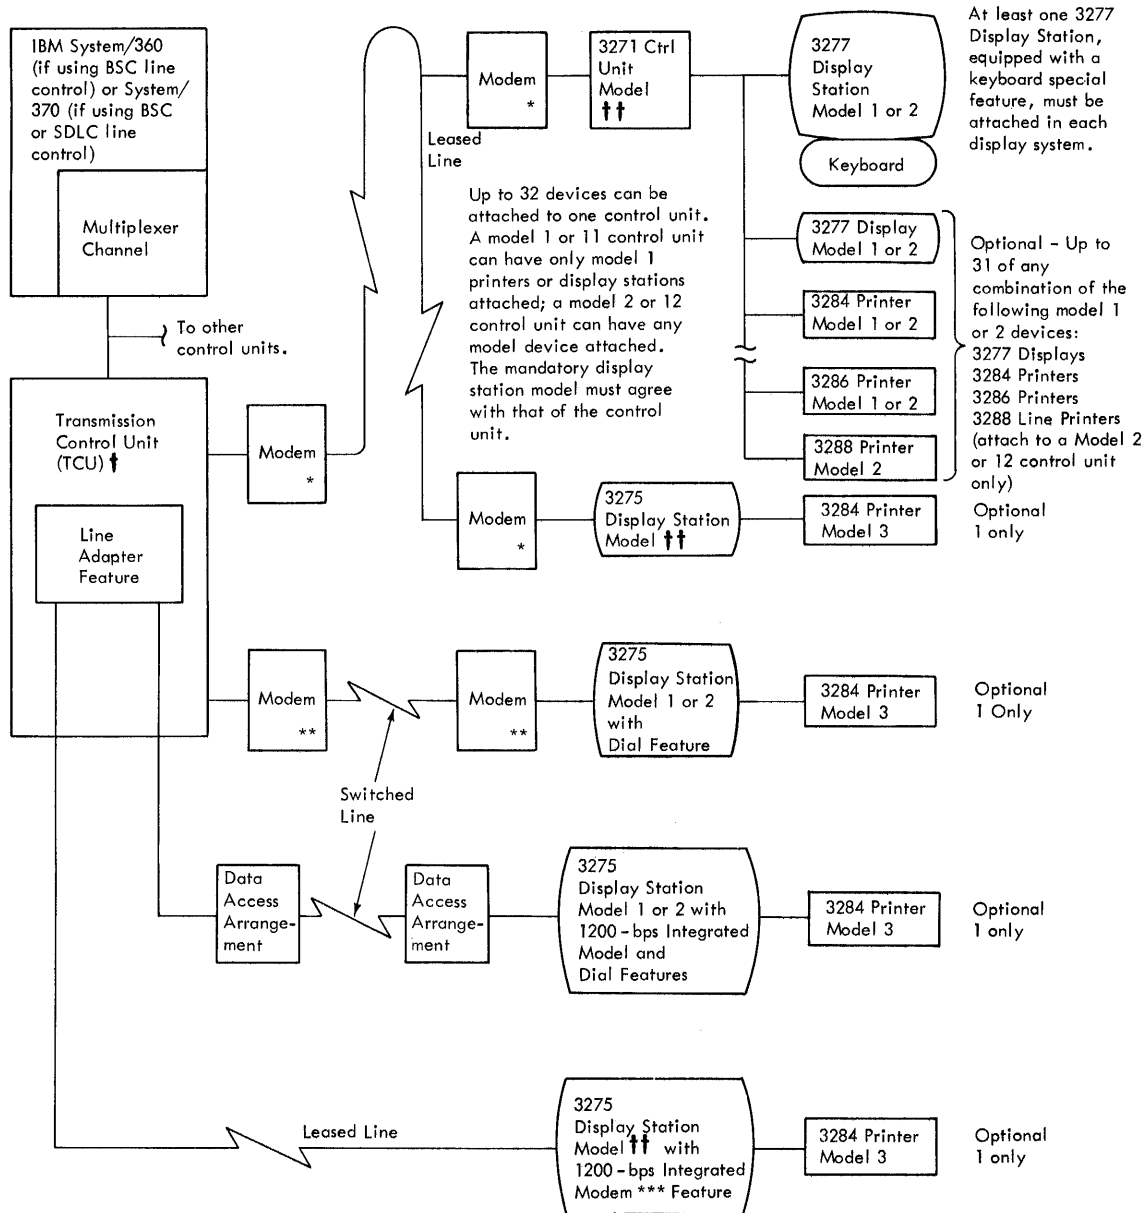 IBM System/360
(if using BSC line
control) or System/
370 (if using BSC
or SDLC line
control)
Multiplexer
Channel
To other
control units.
Transmission
Control Unit
(TCU) †
Line
Adapter
Feature
Modem
*
Leased
Line
Modem
*
3271 Ctrl
Unit
Model
††
3277
Display
Station
Model 1 or 2
Keyboard
At least one 3277
Display Station,
equipped with a
keyboard special
feature, must be
attached in each
display system.
Up to 32 devices can be
attached to one control unit.
A model 1 or 11 control unit
can have only model 1
printers or display stations
attached; a model 2 or 12
control unit can have any
model device attached.
The mandatory display
station model must agree
with that of the control
unit.
3277 Display
Model 1 or 2
3284 Printer
Model 1 or 2
3286 Printer
Model 1 or 2
3288 Printer
Model 2
Optional - Up to
31 of any
combination of the
following model 1
or 2 devices:
3277 Displays
3284 Printers
3286 Printers
3288 Line Printers
(attach to a Model 2
or 12 control unit
only)
Modem
*
3275
Display Station
Model ††
3284 Printer
Model 3
Optional
1 only
Modem
**
Modem
**
3275
Display Station
Model 1 or 2
with
Dial Feature
3284 Printer
Model 3
Optional
1 Only
Switched
Line
Data
Access
Arrange-
ment
Data
Access
Arrange-
ment
3275
Display Station
Model 1 or 2 with
1200-bps Integrated
Model and
Dial Features
3284 Printer
Model 3
Optional
1 only
Leased Line
3275
Display Station
Model †† with
1200-bps Integrated
Modem *** Feature
3284 Printer
Model 3
Optional
1 only